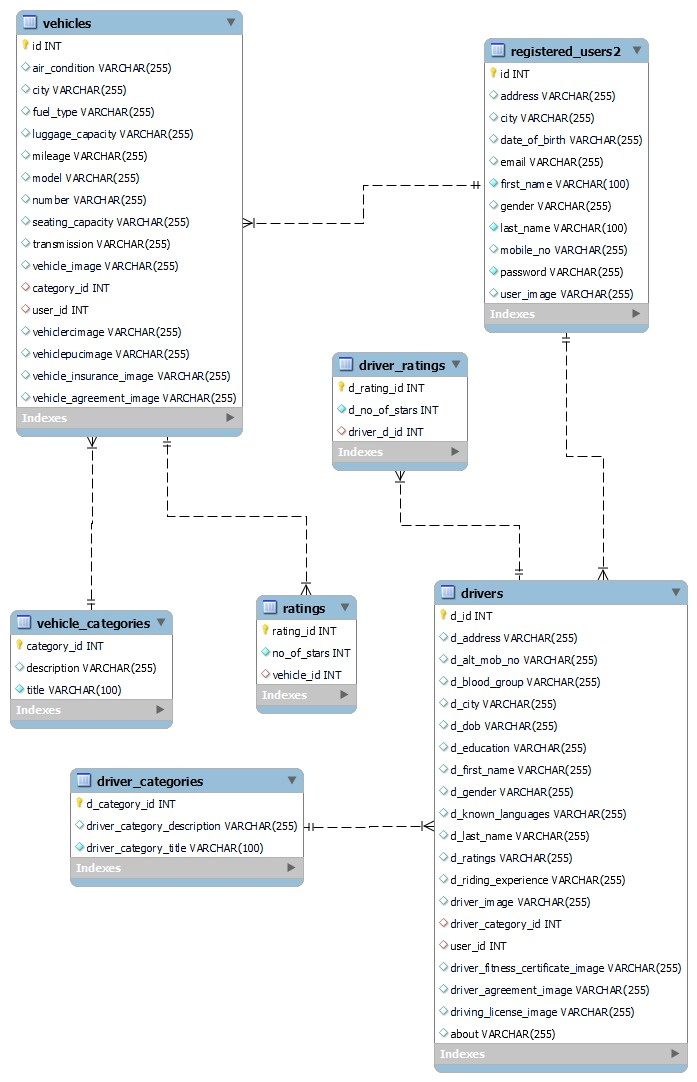 vehicles
id INT
air_condition VARCHAR(255)
city VARCHAR(255)
fuel_type VARCHAR(255)
luggage_capacity VARCHAR(255)
mileage VARCHAR(255)
model VARCHAR(255)
number VARCHAR(255)
seating_capacity VARCHAR(255)
transmission VARCHAR(255)
vehicle_image VARCHAR(255)
category_id INT
user_id INT
vehiclercimage VARCHAR(255)
vehiclepucimage VARCHAR(255)
vehicle_insurance_image VARCHAR(255)
vehicle_agreement_image VARCHAR(255)
Indexes
registered_users2
id INT
address VARCHAR(255)
city VARCHAR(255)
date_of_birth VARCHAR(255)
email VARCHAR(255)
first_name VARCHAR(100)
gender VARCHAR(255)
last_name VARCHAR(100)
mobile_no VARCHAR(255)
password VARCHAR(255)
user_image VARCHAR(255)
Indexes
driver_ratings
d_rating_id INT
d_no_of_stars INT
driver_d_id INT
Indexes
vehicle_categories
category_id INT
description VARCHAR(255)
title VARCHAR(100)
Indexes
ratings
rating_id INT
no_of_stars INT
vehicle_id INT
Indexes
driver_categories
d_category_id INT
driver_category_description VARCHAR(255)
driver_category_title VARCHAR(100)
Indexes
drivers
d_id INT
d_address VARCHAR(255)
d_alt_mob_no VARCHAR(255)
d_blood_group VARCHAR(255)
d_city VARCHAR(255)
d_dob VARCHAR(255)
d_education VARCHAR(255)
d_first_name VARCHAR(255)
d_gender VARCHAR(255)
d_known_languages VARCHAR(255)
d_last_name VARCHAR(255)
d_ratings VARCHAR(255)
d_riding_experience VARCHAR(255)
driver_image VARCHAR(255)
driver_category_id INT
user_id INT
driver_fitness_certificate_image VARCHAR(255)
driver_agreement_image VARCHAR(255)
driving_license_image VARCHAR(255)
about VARCHAR(255)
Indexes